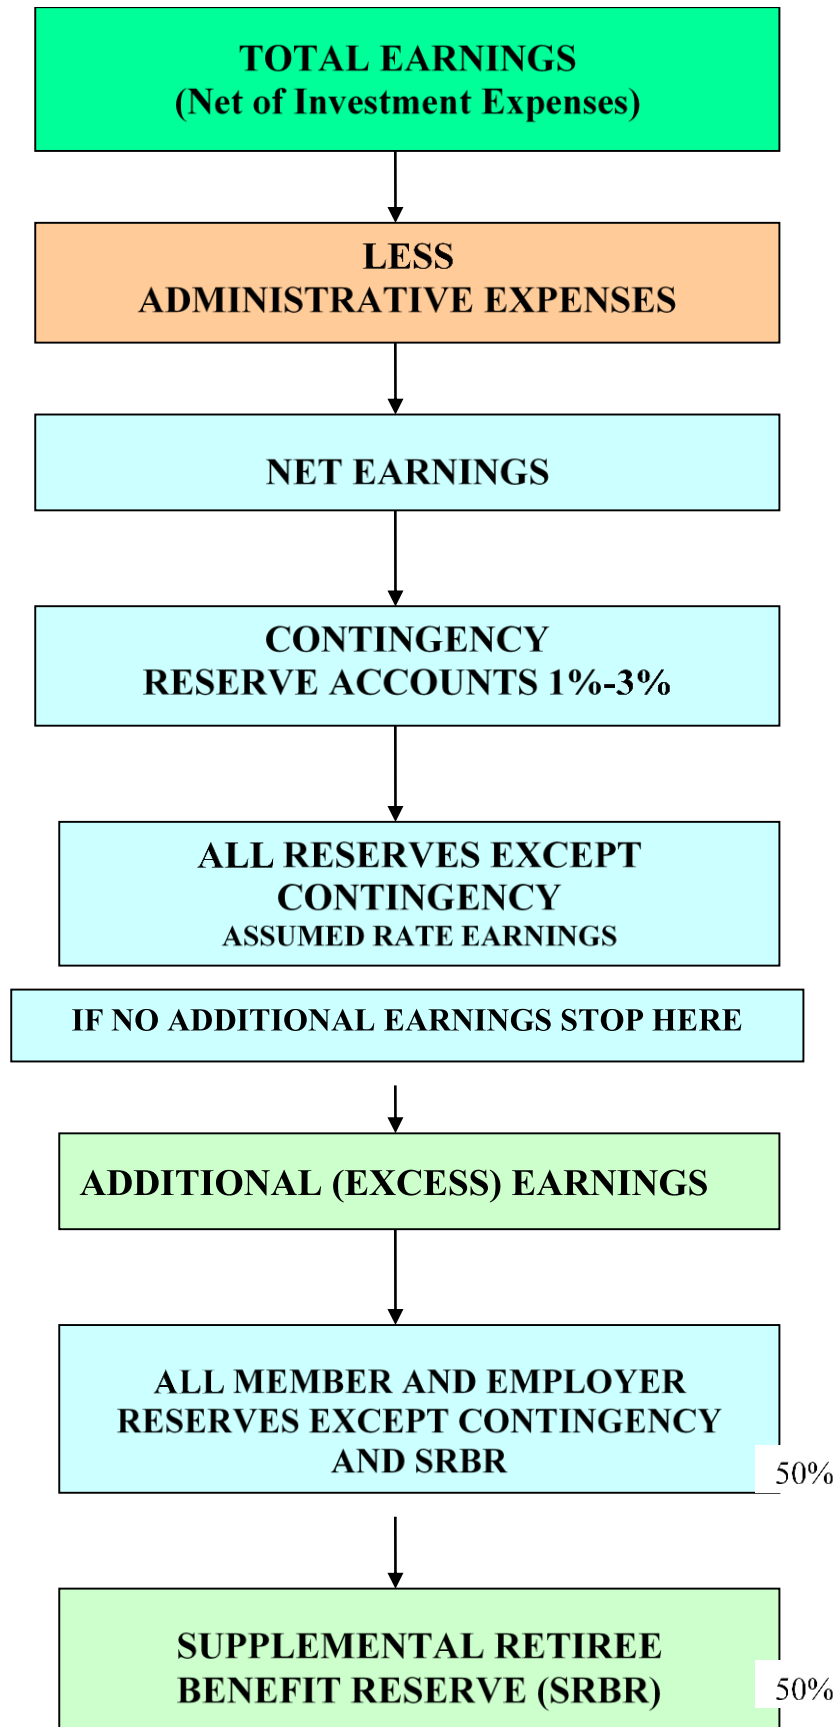 TOTAL EARNINGS
(Net of Investment Expenses)
LESS
ADMINISTRATIVE EXPENSES
NET EARNINGS
CONTINGENCY
RESERVE ACCOUNTS 1%-3%
ALL RESERVES EXCEPT
CONTINGENCY
ASSUMED RATE EARNINGS
IF NO ADDITIONAL EARNINGS STOP HERE
ADDITIONAL (EXCESS) EARNINGS
ALL MEMBER AND EMPLOYER
RESERVES EXCEPT CONTINGENCY
AND SRBR
50%
SUPPLEMENTAL RETIREE
BENEFIT RESERVE (SRBR)
50%